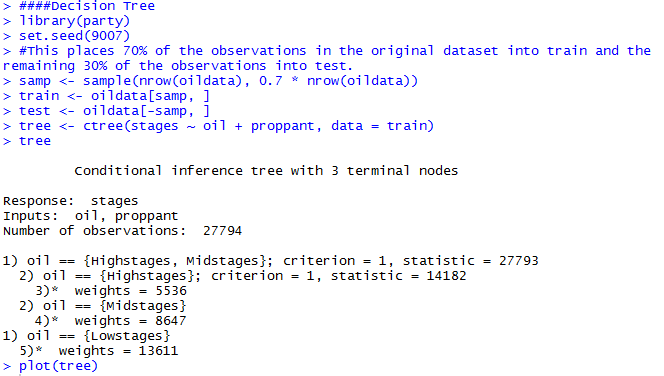 > ####Decision Tree
> library(party)
> set.seed(9007)
> #This places 70% of the observations in the original dataset into train and the
remaining 30% of the observations into test.
> samp <- sample(nrow(oildata), 0.7 * nrow(oildata))
> train <- oildata[samp, ]
> test <- oildata[-samp, ]
> tree <- ctree(stages ~ oil + proppant, data = train)
> tree
Conditional inference tree with 3 terminal nodes
Response:  stages
Inputs:  oil, proppant
Number of observations:  27794
1) oil == {Highstages, Midstages}; criterion = 1, statistic = 27793
  2) oil == {Highstages}; criterion = 1, statistic = 14182
    3)*  weights = 5536
  2) oil == {Midstages}
    4)*  weights = 8647
1) oil == {Lowstages}
  5)*  weights = 13611
> plot(tree)